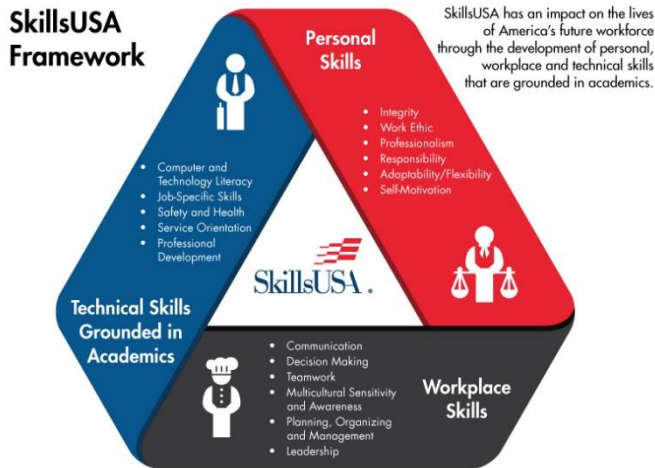 SkillsUSA
Framework
SkillsUSA has an impact on the lives
of America's future workforce
through the development of personal,
workplace and technical skills
that are grounded in academics.
Personal
Skills
• Integrity
• Work Ethic
• Professionalism
• Responsibility
• Adaptability/Flexibility
• Self-Motivation
• Computer and
Technology Literacy
• Job-Specific Skills
• Safety and Health
• Service Orientation
• Professional
Development
Technical Skills
Grounded in
Academics
SkillsUSA.
• Communication
• Decision Making
• Teamwork
• Multicultural Sensitivity
and Awareness
• Planning, Organizing
and Management
• Leadership
Workplace
Skills